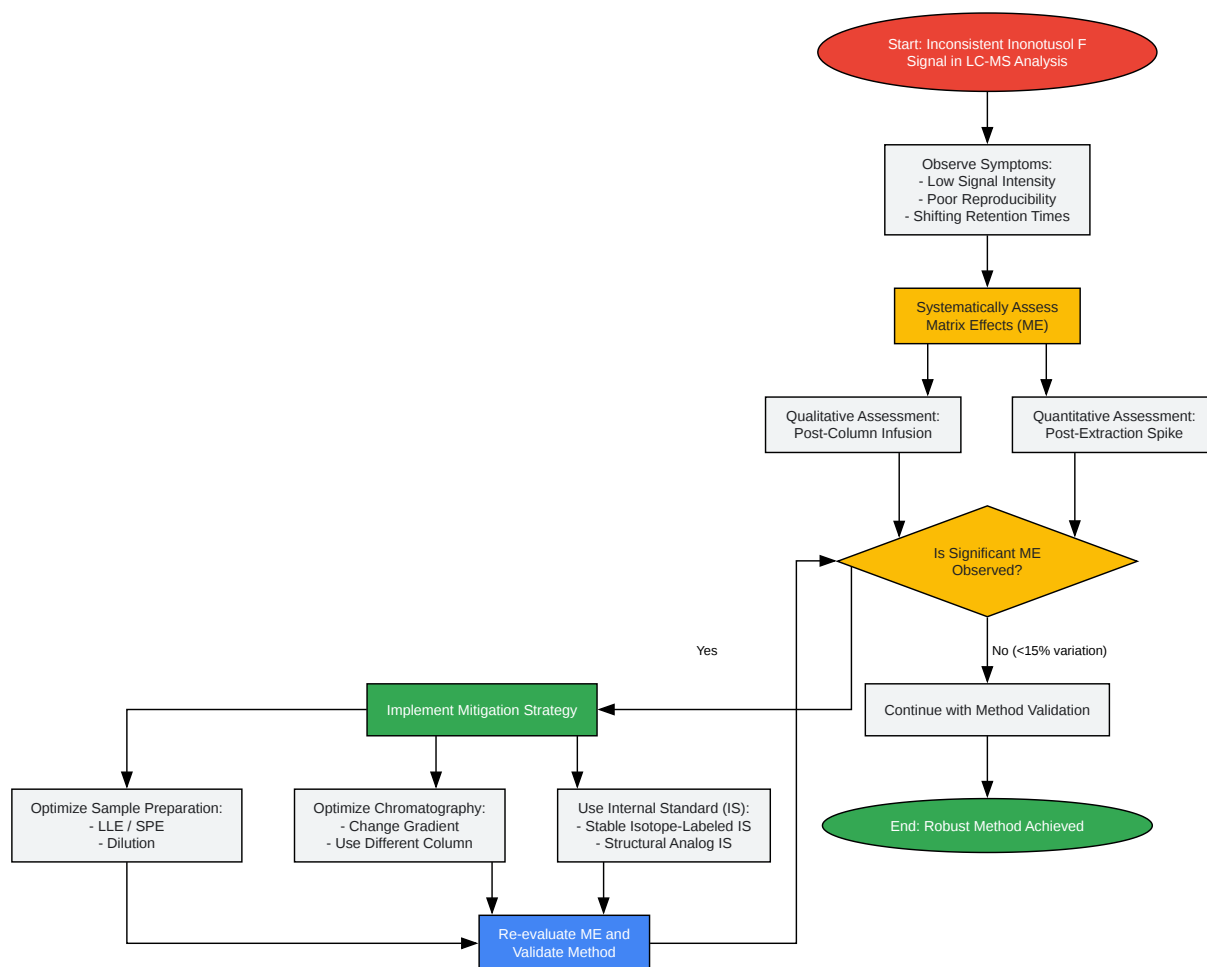 Start: Inconsistent Inonotusol F
Signal in LC-MS Analysis
Observe Symptoms:
- Low Signal Intensity
- Poor Reproducibility
- Shifting Retention Times
Systematically Assess
Matrix Effects (ME)
Qualitative Assessment:
Post-Column Infusion
Quantitative Assessment:
Post-Extraction Spike
Is Significant ME
Observed?
Yes
No (<15% variation)
Implement Mitigation Strategy
Continue with Method Validation
Optimize Sample Preparation:
- LLE / SPE
- Dilution
Optimize Chromatography:
- Change Gradient
- Use Different Column
Use Internal Standard (IS):
- Stable Isotope-Labeled IS
- Structural Analog IS
End: Robust Method Achieved
Re-evaluate ME and
Validate Method